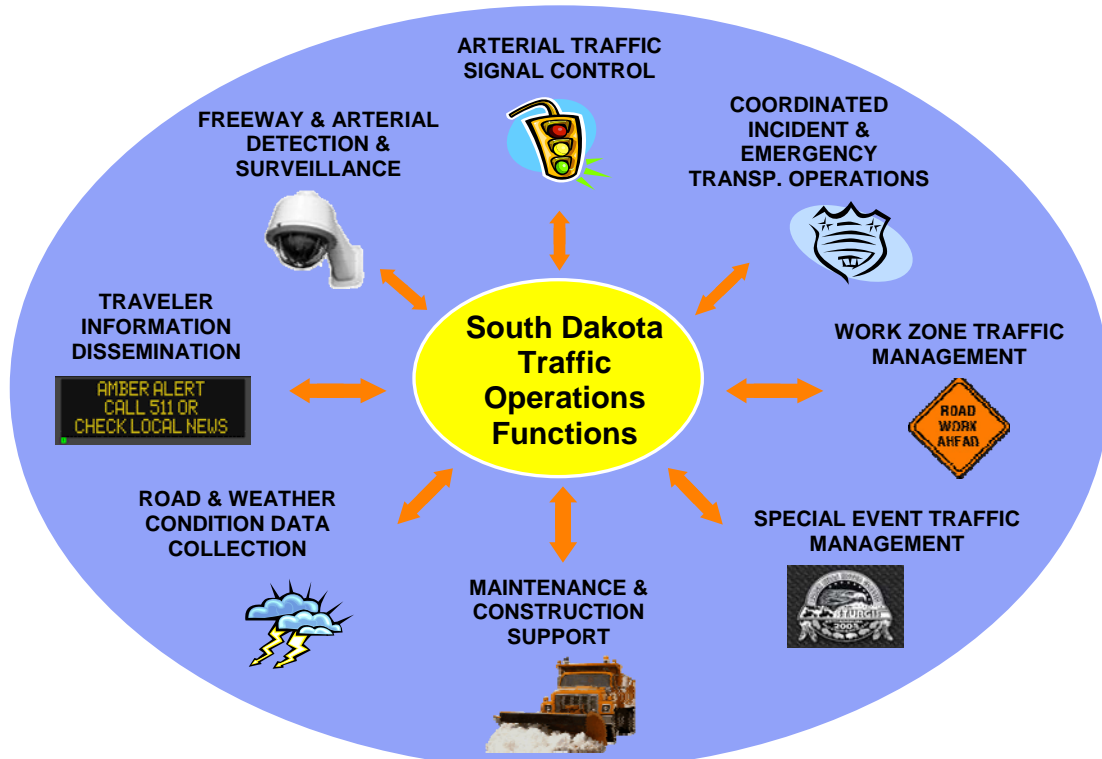 ARTERIAL TRAFFIC
SIGNAL CONTROL
COORDINATED
INCIDENT &
EMERGENCY
TRANSP. OPERATIONS
FREEWAY & ARTERIAL
DETECTION &
SURVEILLANCE
TRAVELER
INFORMATION
DISSEMINATION
AMBER ALERT
CALL 511 OR
CHECK LOCAL NEWS
South Dakota
Traffic
Operations
Functions
WORK ZONE TRAFFIC
MANAGEMENT
ROAD
WORK
AHEAD
ROAD & WEATHER
CONDITION DATA
COLLECTION
MAINTENANCE &
CONSTRUCTION
SUPPORT
SPECIAL EVENT TRAFFIC
MANAGEMENT
STURGIS
2005